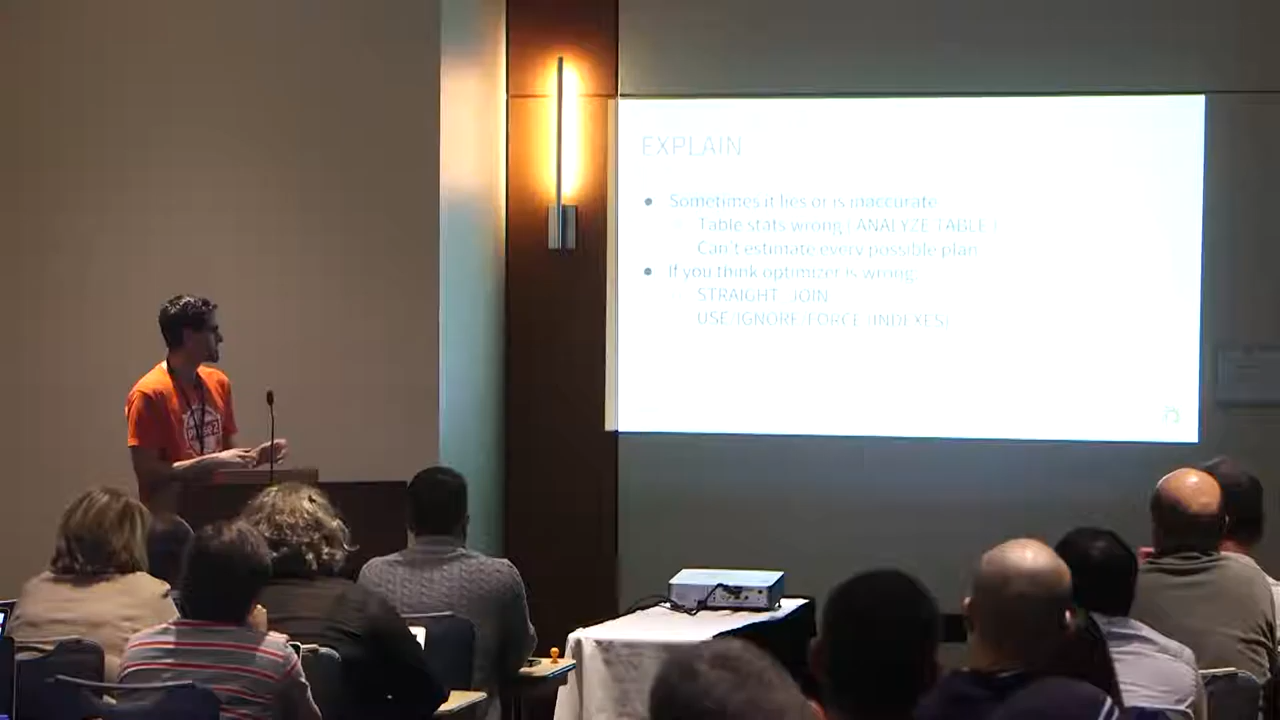 EXPLAIN
Sometimes it lies or is inaccurate
Table stats wrong ( ANALYZE TABLE )
Can't estimate every possible plan
If you think optimizer is wrong:
STRAIGHT_JOIN
USE/IGNORE/FORCE (INDEXES)
Phase2